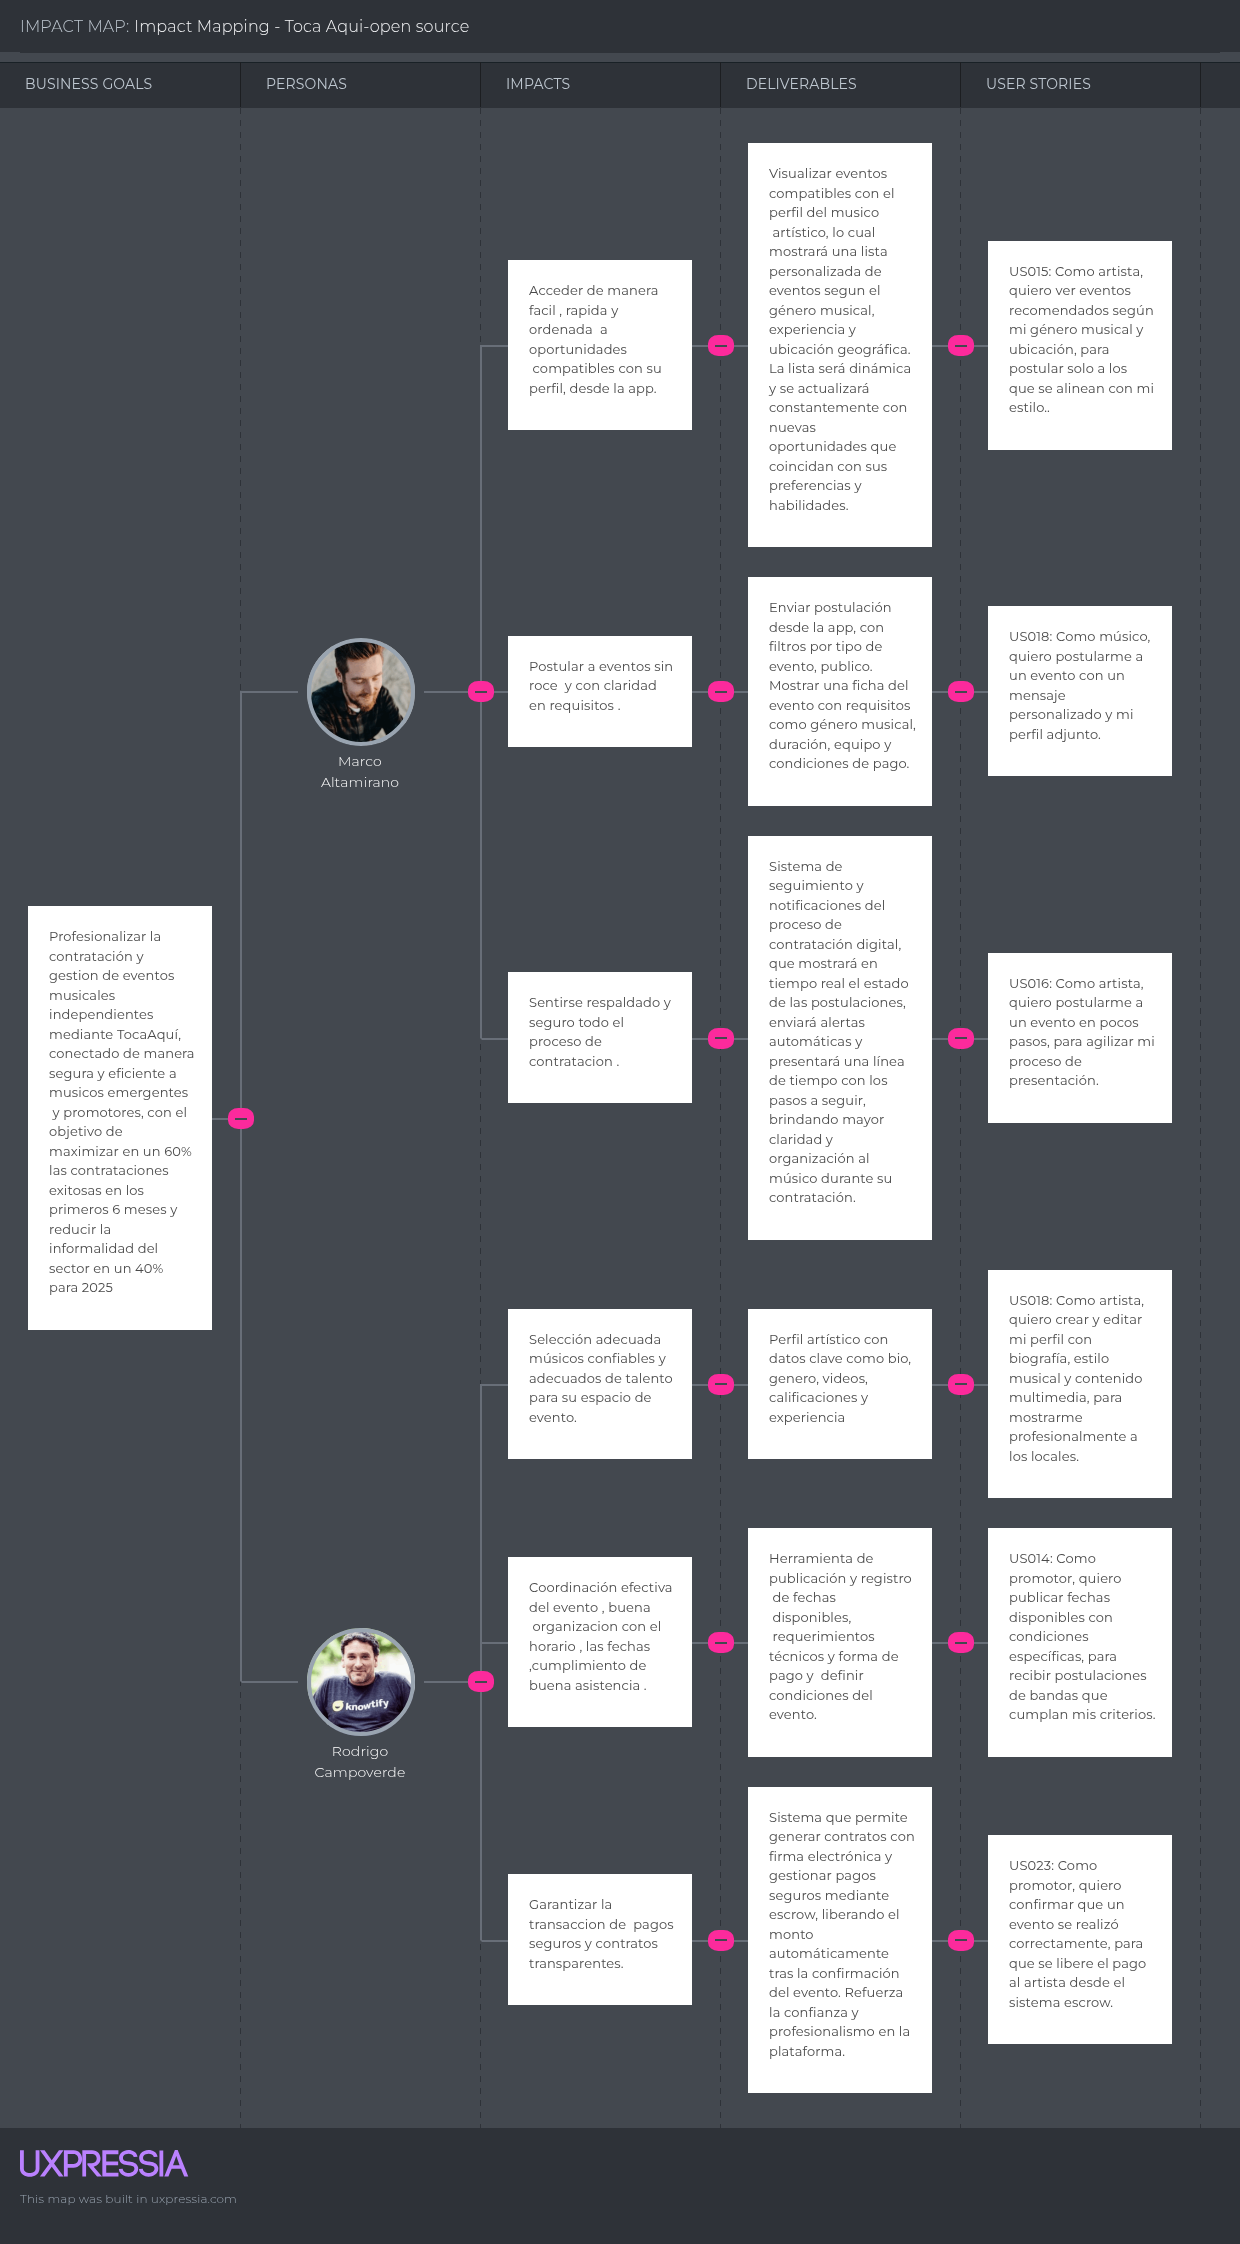 IMPACT MAP: Impact Mapping - Toca Aqui-open source
BUSINESS GOALS
PERSONAS
IMPACTS
DELIVERABLES
USER STORIES
Profesionalizar la
contratación y
gestion de eventos
musicales
independientes
mediante TocaAquí,
conectado de manera
segura y eficiente a
musicos emergentes
y promotores, con el
objetivo de
maximizar en un 60%
las contrataciones
exitosas en los
primeros 6 meses y
reducir la
informalidad del
sector en un 40%
para 2025
Marco
Altamirano
Acceder de manera
facil , rapida y
ordenada  a
oportunidades
compatibles con su
perfil, desde la app.
Visualizar eventos
compatibles con el
perfil del musico
artístico, lo cual
mostrará una lista
personalizada de
eventos segun el
género musical,
experiencia y
ubicación geográfica.
La lista será dinámica
y se actualizará
constantemente con
nuevas
oportunidades que
coincidan con sus
preferencias y
habilidades.
US015: Como artista,
quiero ver eventos
recomendados según
mi género musical y
ubicación, para
postular solo a los
que se alinean con mi
estilo..
Postular a eventos sin
roce  y con claridad
en requisitos .
Enviar postulación
desde la app, con
filtros por tipo de
evento, publico.
Mostrar una ficha del
evento con requisitos
como género musical,
duración, equipo y
condiciones de pago.
US018: Como músico,
quiero postularme a
un evento con un
mensaje
personalizado y mi
perfil adjunto.
Sentirse respaldado y
seguro todo el
proceso de
contratacion .
Sistema de
seguimiento y
notificaciones del
proceso de
contratación digital,
que mostrará en
tiempo real el estado
de las postulaciones,
enviará alertas
automáticas y
presentará una línea
de tiempo con los
pasos a seguir,
brindando mayor
claridad y
organización al
músico durante su
contratación.
US016: Como artista,
quiero postularme a
un evento en pocos
pasos, para agilizar mi
proceso de
presentación.
knowtify
Rodrigo
Campoverde
Selección adecuada
músicos confiables y
adecuados de talento
para su espacio de
evento.
Perfil artístico con
datos clave como bio,
genero, videos,
calificaciones y
experiencia
US018: Como artista,
quiero crear y editar
mi perfil con
biografía, estilo
musical y contenido
multimedia, para
mostrarme
profesionalmente a
los locales.
Coordinación efectiva
del evento , buena
organizacion con el
horario , las fechas
,cumplimiento de
buena asistencia .
Herramienta de
publicación y registro
de fechas
disponibles,
requerimientos
técnicos y forma de
pago y  definir
condiciones del
evento.
US014: Como
promotor, quiero
publicar fechas
disponibles con
condiciones
específicas, para
recibir postulaciones
de bandas que
cumplan mis criterios.
Garantizar la
transaccion de  pagos
seguros y contratos
transparentes.
Sistema que permite
generar contratos con
firma electrónica y
gestionar pagos
seguros mediante
escrow, liberando el
monto
automáticamente
tras la confirmación
del evento. Refuerza
la confianza y
profesionalismo en la
plataforma.
US023: Como
promotor, quiero
confirmar que un
evento se realizó
correctamente, para
que se libere el pago
al artista desde el
sistema escrow.
UXPRESSIA
This map was built in uxpressia.com